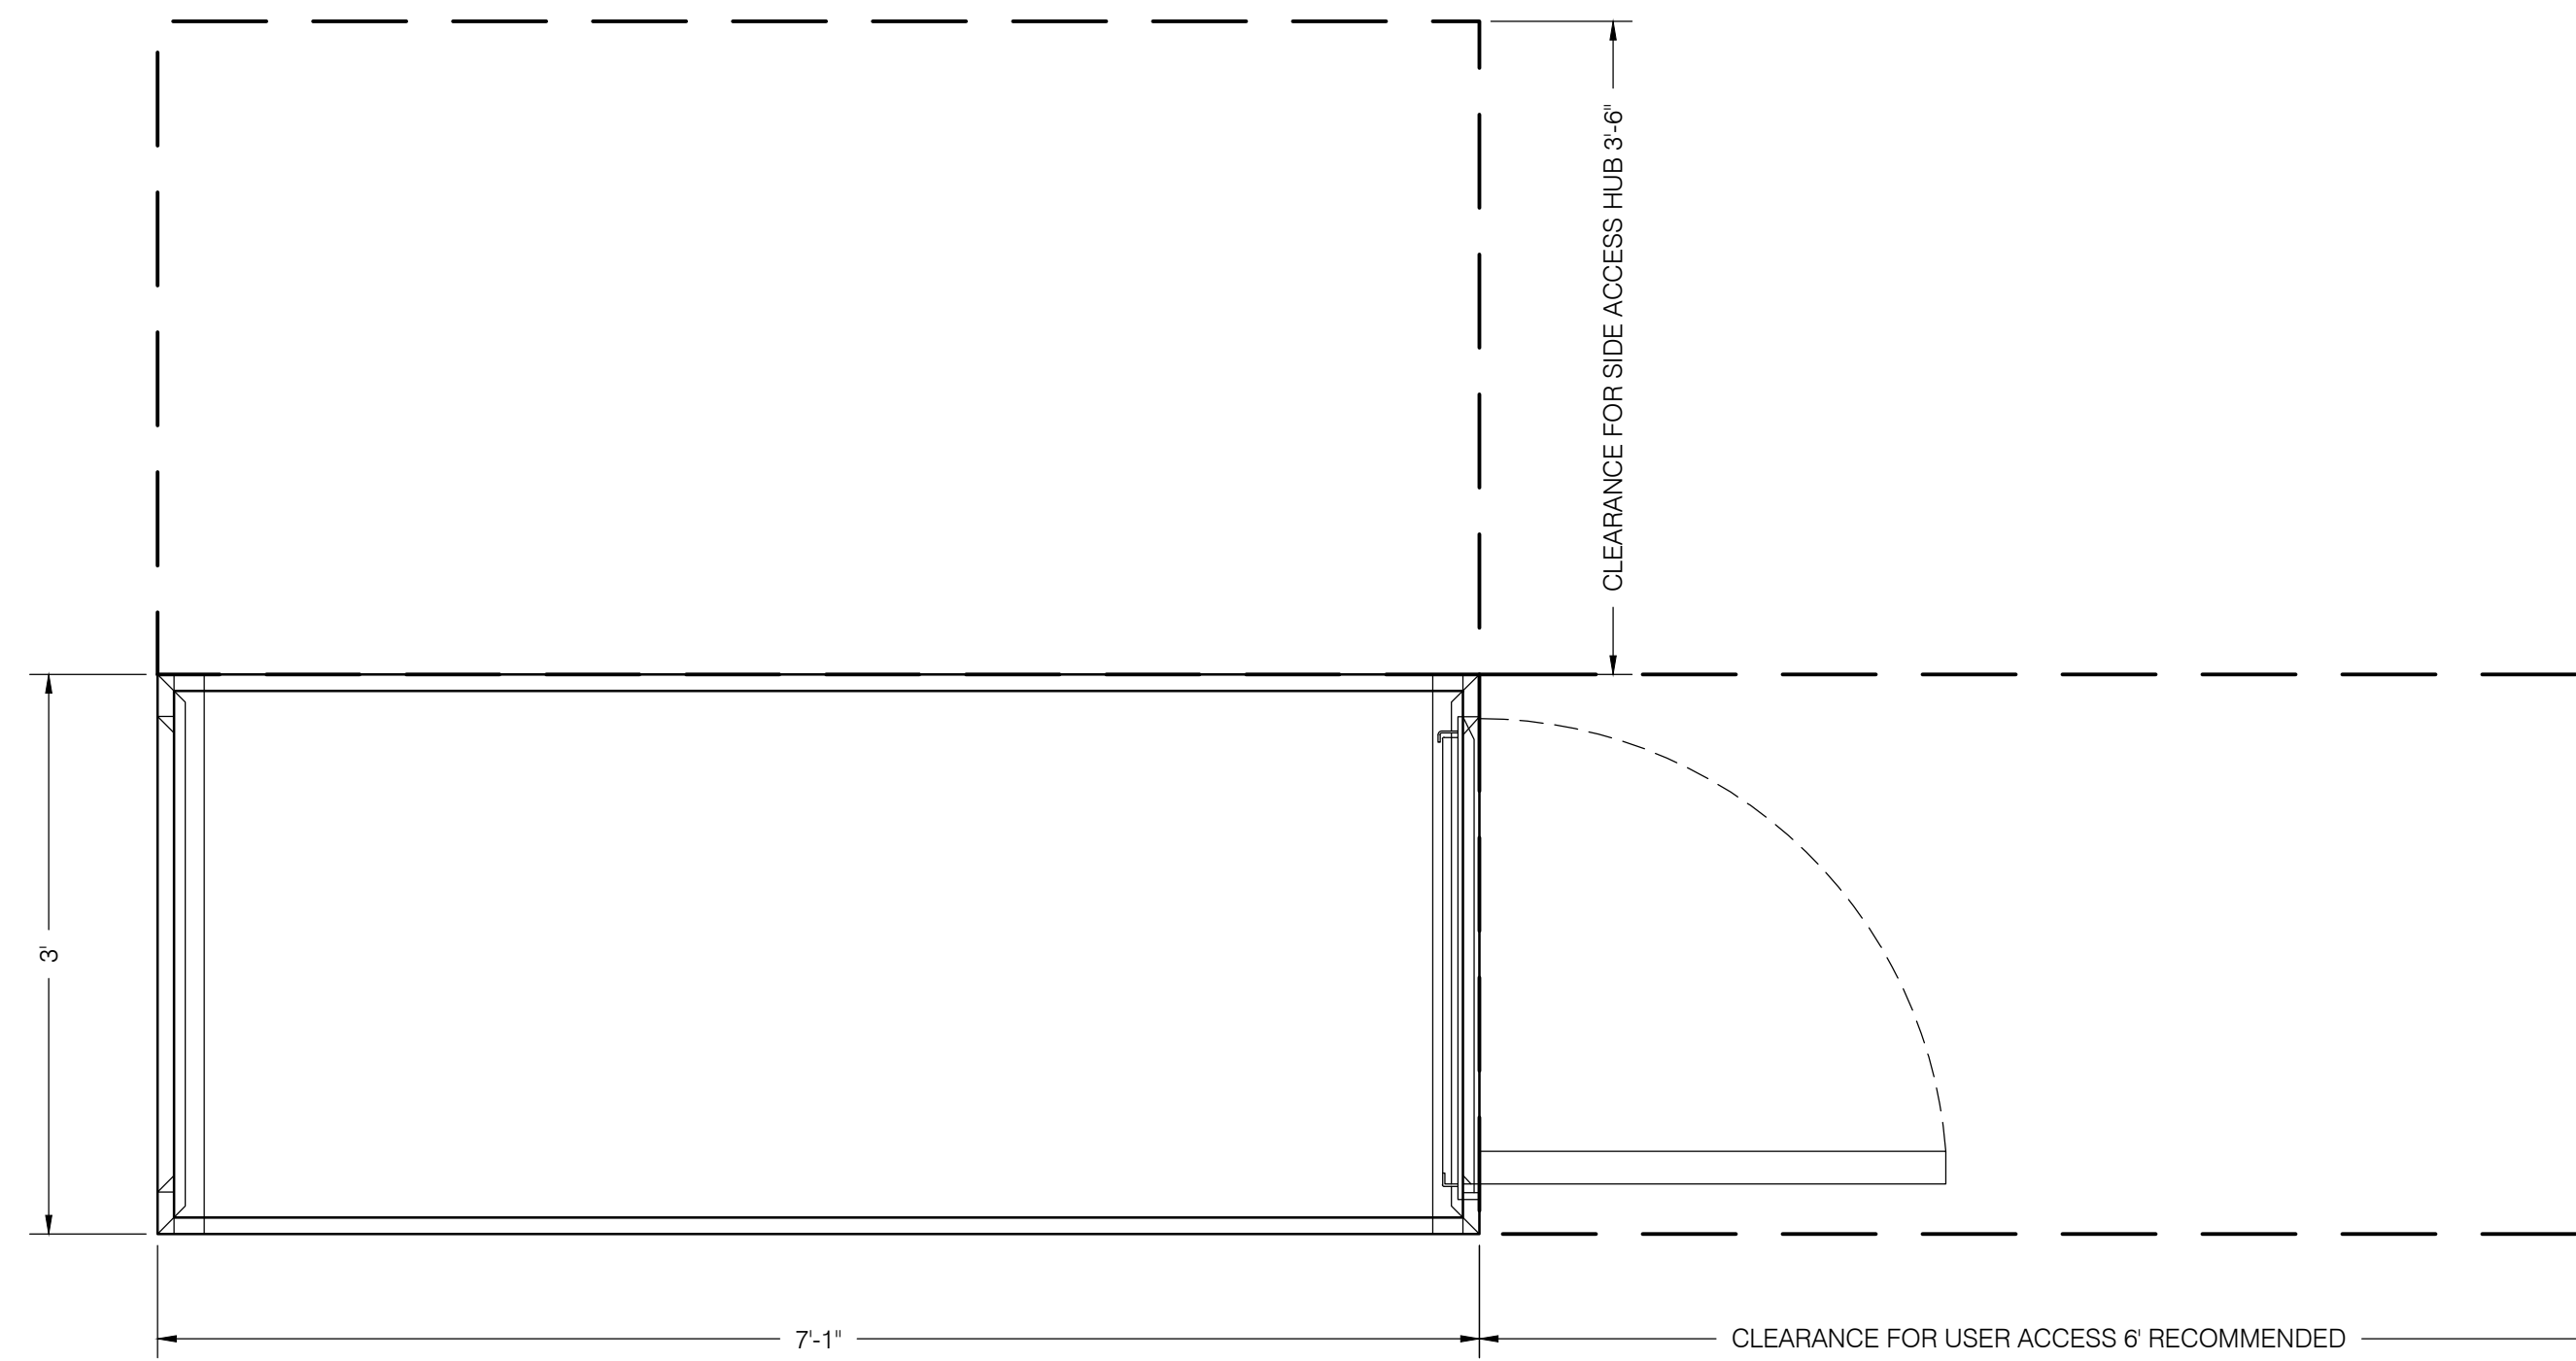 CLEARANCE FOR SIDE ACCESS HUB 3'-6"
3'
7'-1"
CLEARANCE FOR USER ACCESS 6' RECOMMENDED